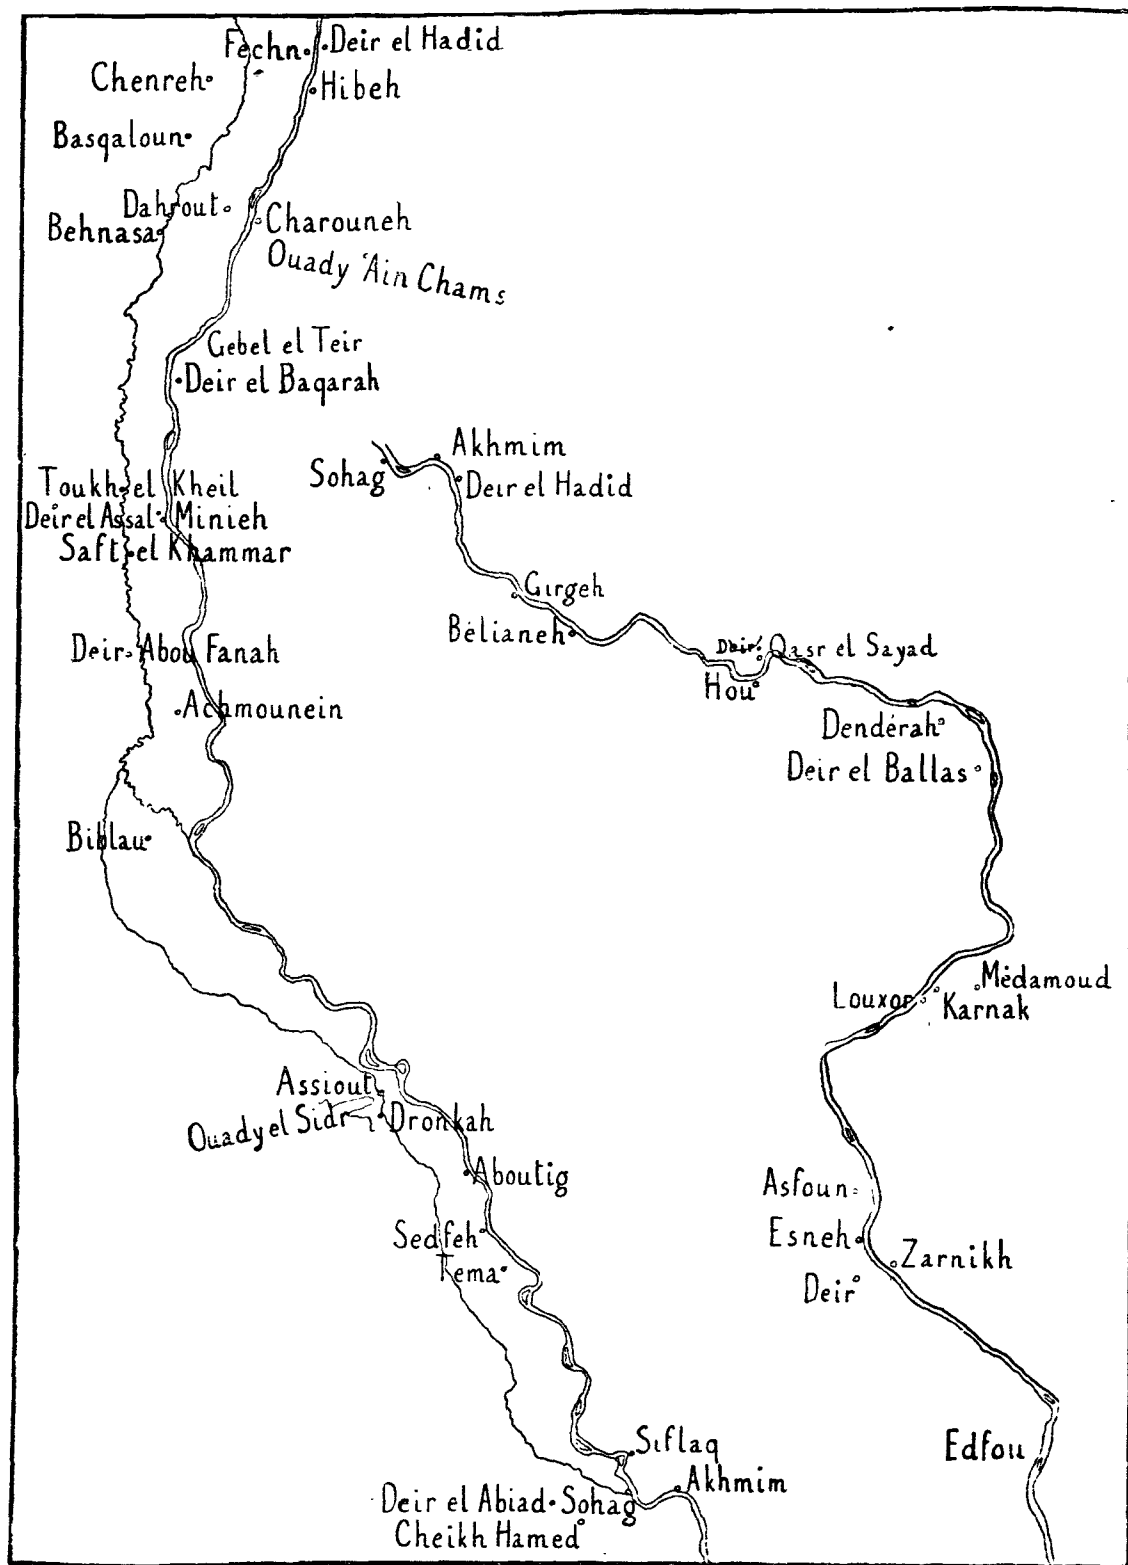 Fechn
Deir el Hadid
Chenreh
Hibeh
Basqaloun
Dahrout
Behnasa
Charouneh
Ouady 'Ain Chams
Gebel el Teir
Deir el Baqarah
Toukh el Kheil
Deir el Assal Minieh
Saft el Khammar
Deir Abou Fanah
Achmounein
Biblau
Assiout
Ouady el Sidr
Dronkah
Aboutig
Sedfeh
Tema
Siflaq
Akhmim
Deir el Abiad Sohag
Cheikh Hamed
Akhmim
Sohag
Deir el Hadid
Girgeh
Bélianeh
Deir Qasr el Sayad
Hou
Dendérah
Deir el Ballas
Médamoud
Louxor
Karnak
Asfoun
Esneh
Zarnikh
Deir
Edfou